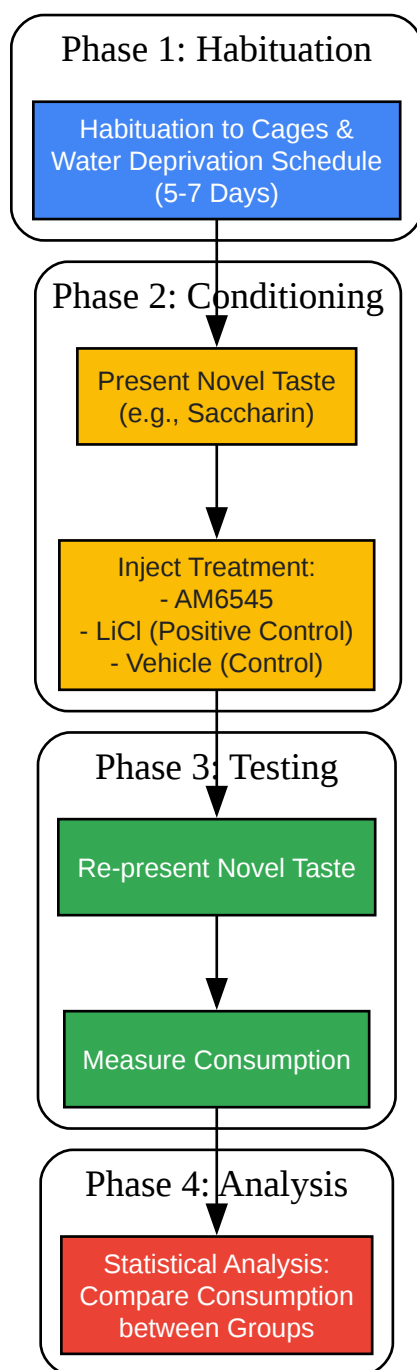 Phase 1: Habituation
Habituation to Cages &
Water Deprivation Schedule
(5-7 Days)
Phase 2: Conditioning
Present Novel Taste
(e.g., Saccharin)
Inject Treatment:
- AM6545
- LiCl (Positive Control)
- Vehicle (Control)
Phase 3: Testing
Re-present Novel Taste
Measure Consumption
Phase 4: Analysis
Statistical Analysis:
Compare Consumption
between Groups